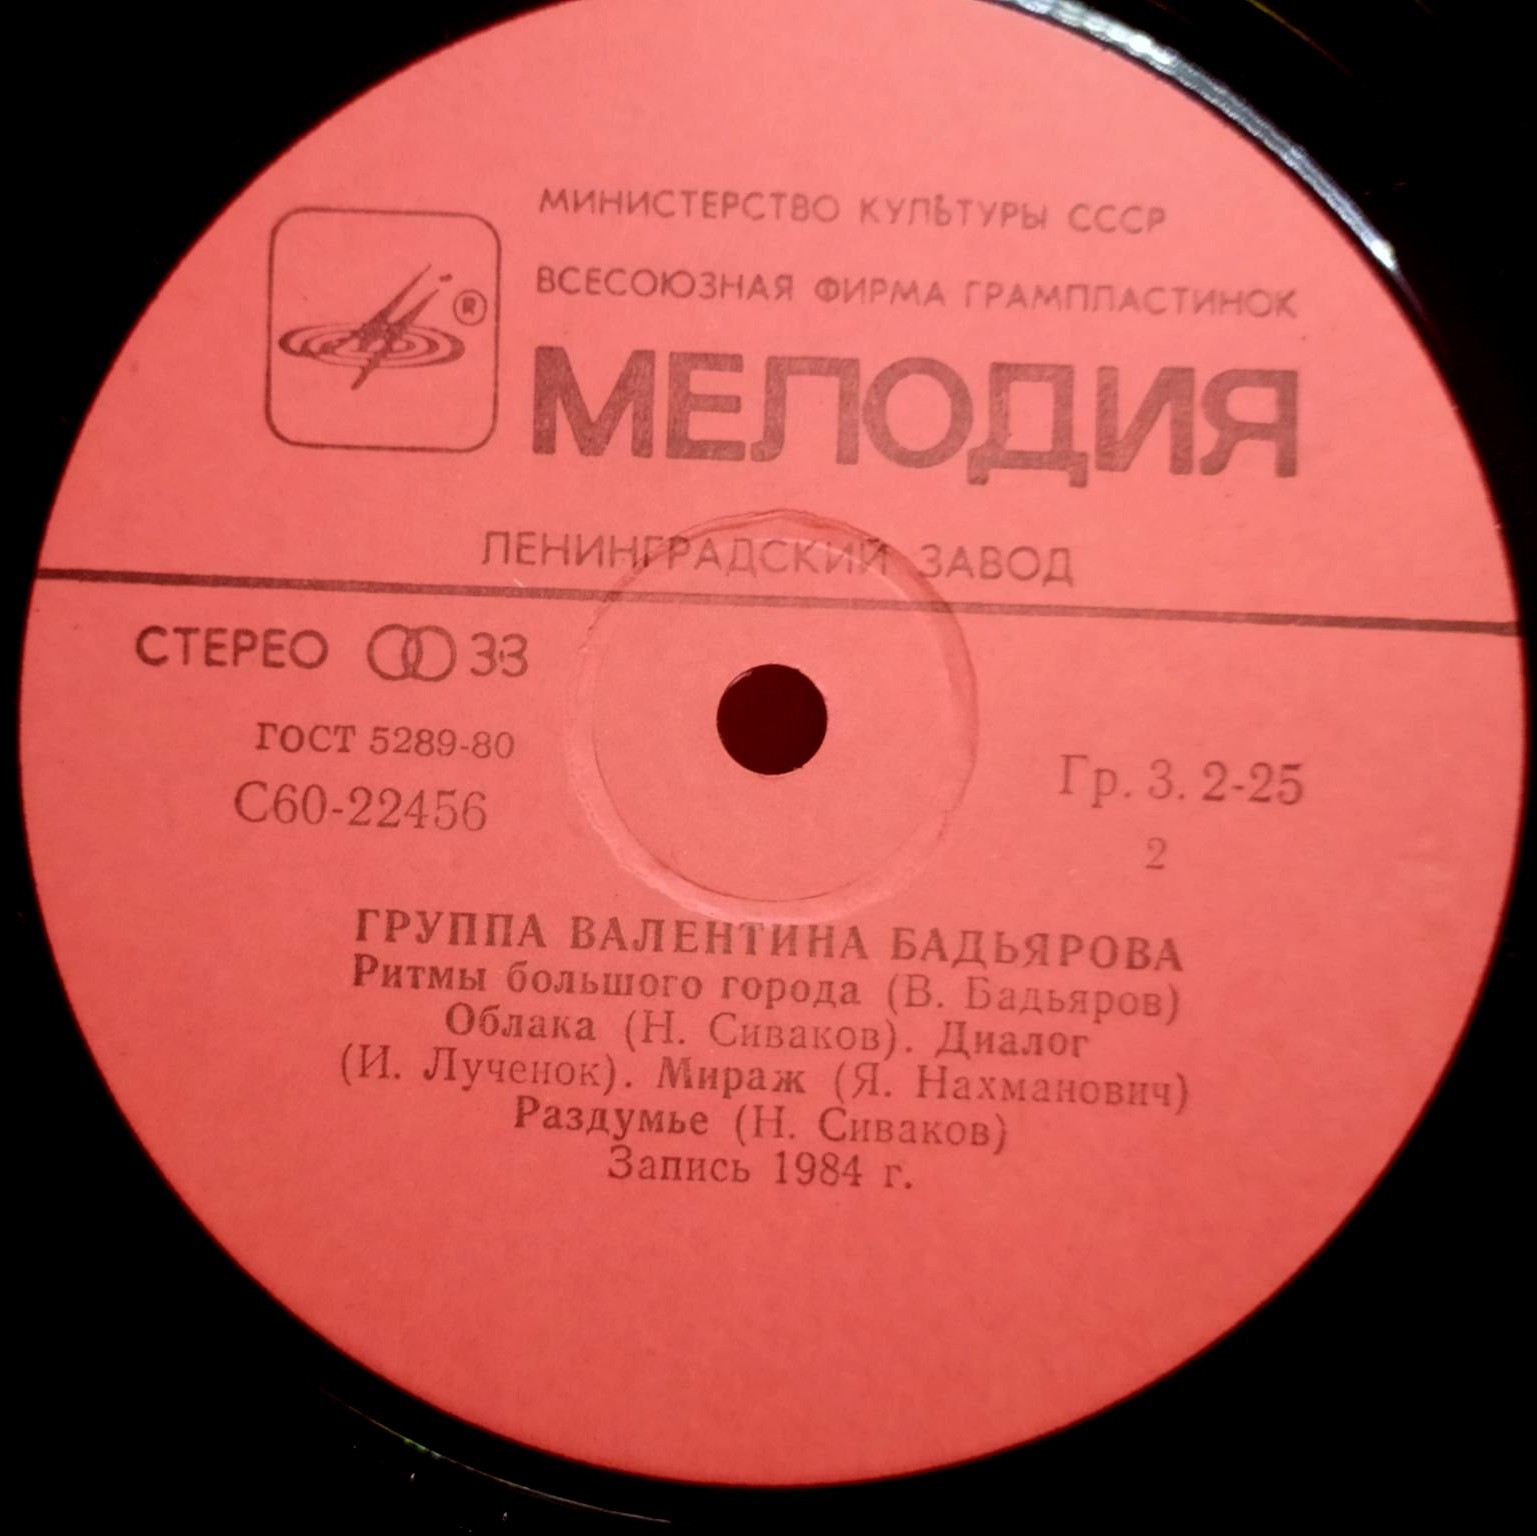 МИНИСТЕРСТВО КУЛЬТУРЫ СССР
ВСЕСОЮЗНАЯ ФИРМА ГРАМПЛАСТИНОК
®
МЕЛОДИЯ
ЛЕНИНГРАДСКИЙ ЗАВОД
СТЕРЕО 33
ГОСТ 5289-80
С60-22456
Гр. 3. 2-25
2
ГРУППА ВАЛЕНТИНА БАДЬЯРОВА
Ритмы большого города (В. Бадьяров)
Облака (Н. Сиваков). Диалог
(И. Лученок). Мираж (Я. Нахманович)
Раздумье (Н. Сиваков)
Запись 1984 г.